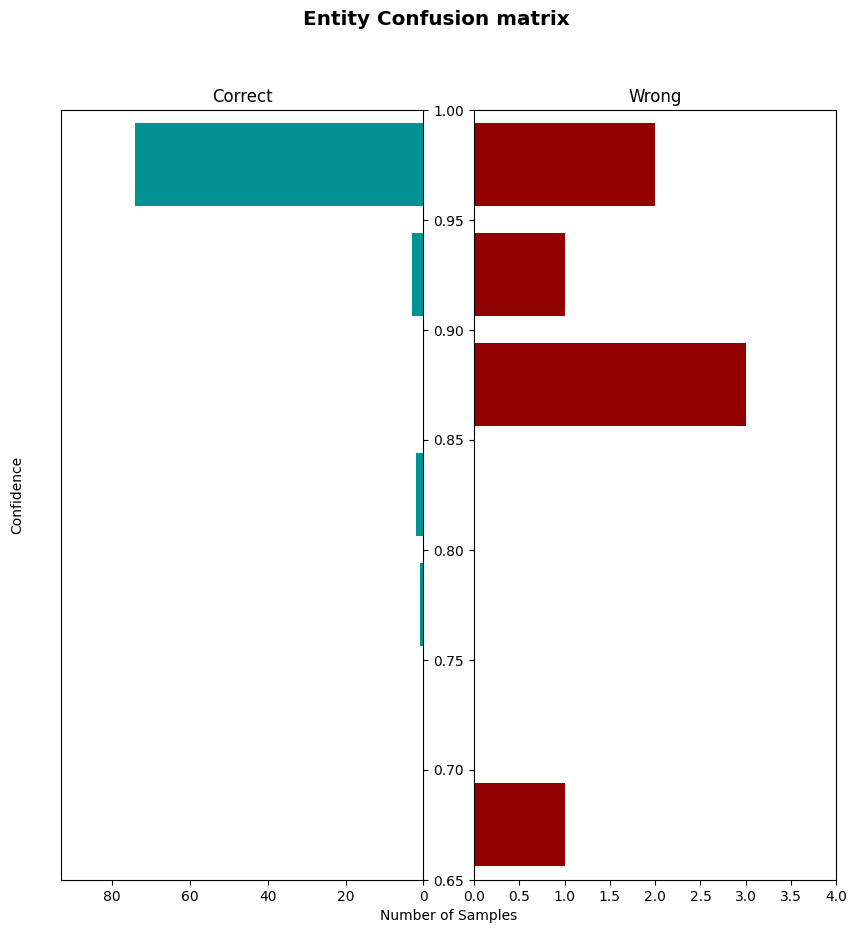 Entity Confusion matrix
Correct
Wrong
1.00
0.95
0.90
0.85
0.80
0.75
0.70
0.65
Confidence
80 60 40 20 0
0.0 0.5 1.0 1.5 2.0 2.5 3.0 3.5 4.0
Number of Samples